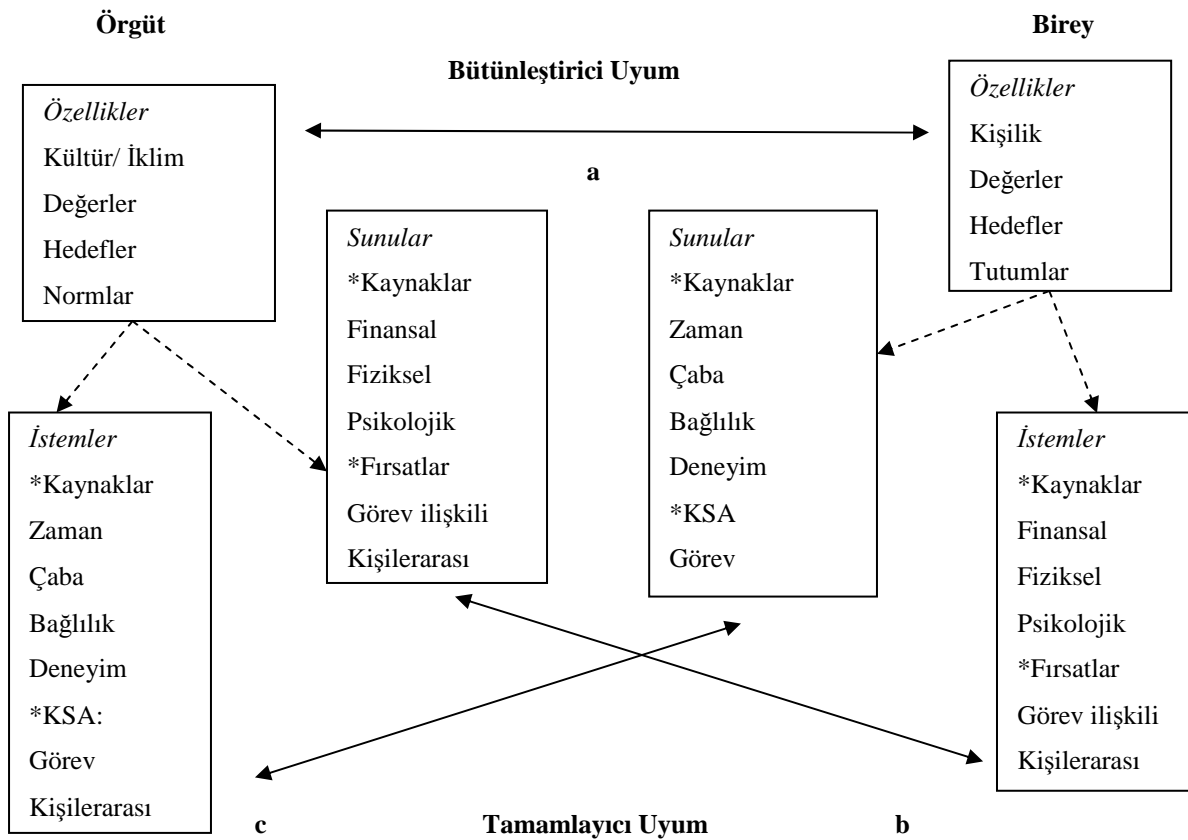 Örgüt
Birey
Bütünleştirici Uyum
Özellikler
Kültür/ İklim
Değerler
Hedefler
Normlar
a
Özellikler
Kişilik
Değerler
Hedefler
Tutumlar
Sunular
*Kaynaklar
Finansal
Fiziksel
Psikolojik
*Fırsatlar
Görev ilişkili
Kişilerarası
Sunular
*Kaynaklar
Zaman
Çaba
Bağlılık
Deneyim
*KSA
Görev
İstemler
*Kaynaklar
Zaman
Çaba
Bağlılık
Deneyim
*KSA:
Görev
Kişilerarası
İstemler
*Kaynaklar
Finansal
Fiziksel
Psikolojik
*Fırsatlar
Görev ilişkili
Kişilerarası
c
Tamamlayıcı Uyum
b